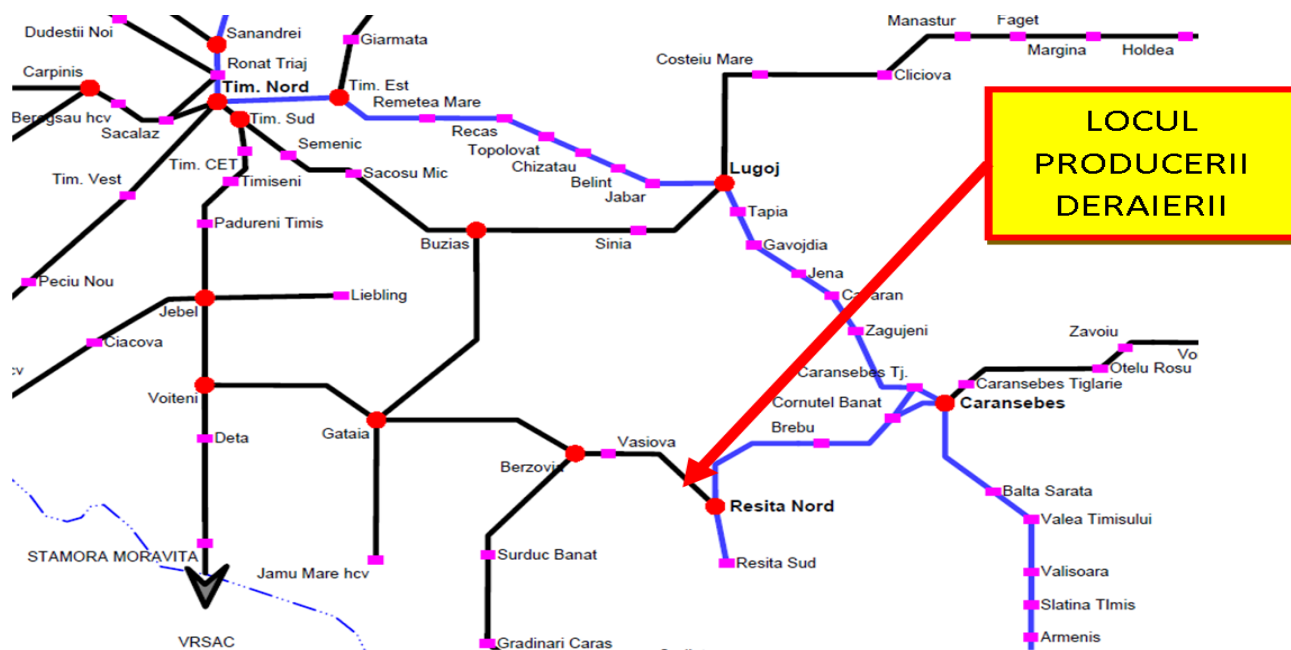 Manastur
Faget
Dudestii Noi
Sanandrei
Giarmata
Costeiu Mare
Margina
Holdea
Ronat Triaj
Carpinis
Cliciova
Tim. Nord
Tim. Est
Remetea Mare
LOCUL
PRODUCERII
DERAIERII
Beregsau hcv
Sacalaz
Tim. Sud
Recas
Semenic
Topolovat
Tim. CET
Chizatau
Lugoj
Tim. Vest
Timiseni
Sacosu Mic
Belint
Jabar
Tapia
Padureni Timis
Buzias
Sinia
Gavojdia
Peciu Nou
Jena
Liebling
Cavaran
Jebel
Zagujeni
Zavoiu
Ciacova
Vo
cv
Caransebes Tj.
Otelu Rosu
Caransebes Tiglarie
Voiteni
Cornutel Banat
Caransebes
Brebu
Gataia
Vasiova
Deta
Berzovia
Balta Sarata
Resita Nord
Valea Timisului
STAMORA MORAVITA
Surduc Banat
Resita Sud
Jamu Mare hcv
Valisoara
Slatina TImis
VRSAC
Gradinari Caras
Armenis